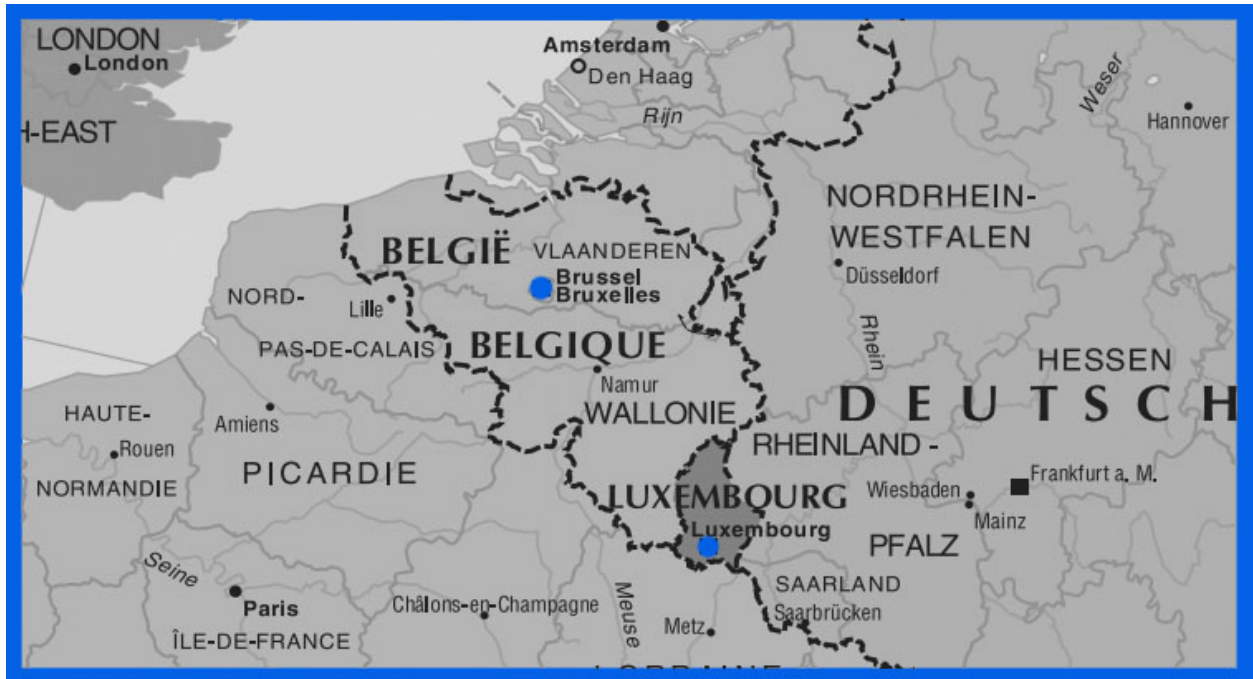 LONDON
London
H-EAST
Amsterdam
Den Haag
Rijn
Weser
Hannover
NORDRHEIN-
WESTFALEN
Düsseldorf
Rhein
BELGIË
VLAANDEREN
Brussel
Bruxelles
NORD-
Lille
PAS-DE-CALAIS
BELGIQUE
Namur
WALLONIE
HESSEN
DEUTSCH
HAUTE-
Rouen
NORMANDIE
Amiens
PICARDIE
RHEINLAND -
Wiesbaden
Frankfurt a. M.
Mainz
PFALZ
LUXEMBOURG
Luxembourg
SAARLAND
Saarbrücken
Seine
Paris
ÎLE-DE-FRANCE
Châlons-en-Champagne
Meuse
Metz